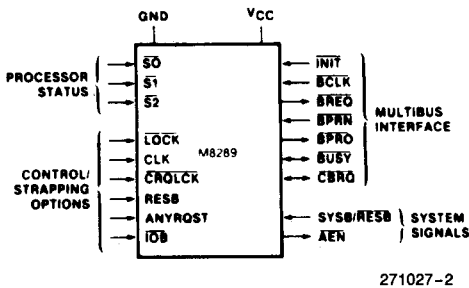 GND
VCC
PROCESSOR
STATUS
S0
S1
S2
CONTROL/
STRAPPING
OPTIONS
LOCK
CLK
CRQLCK
RESB
ANYRQST
IOB
M8289
INIT
BCLK
BREQ
BPRN
BPRO
BUSY
CBRQ
MULTIBUS
INTERFACE
SYSB/RESB
AEN
SYSTEM
SIGNALS
271027-2